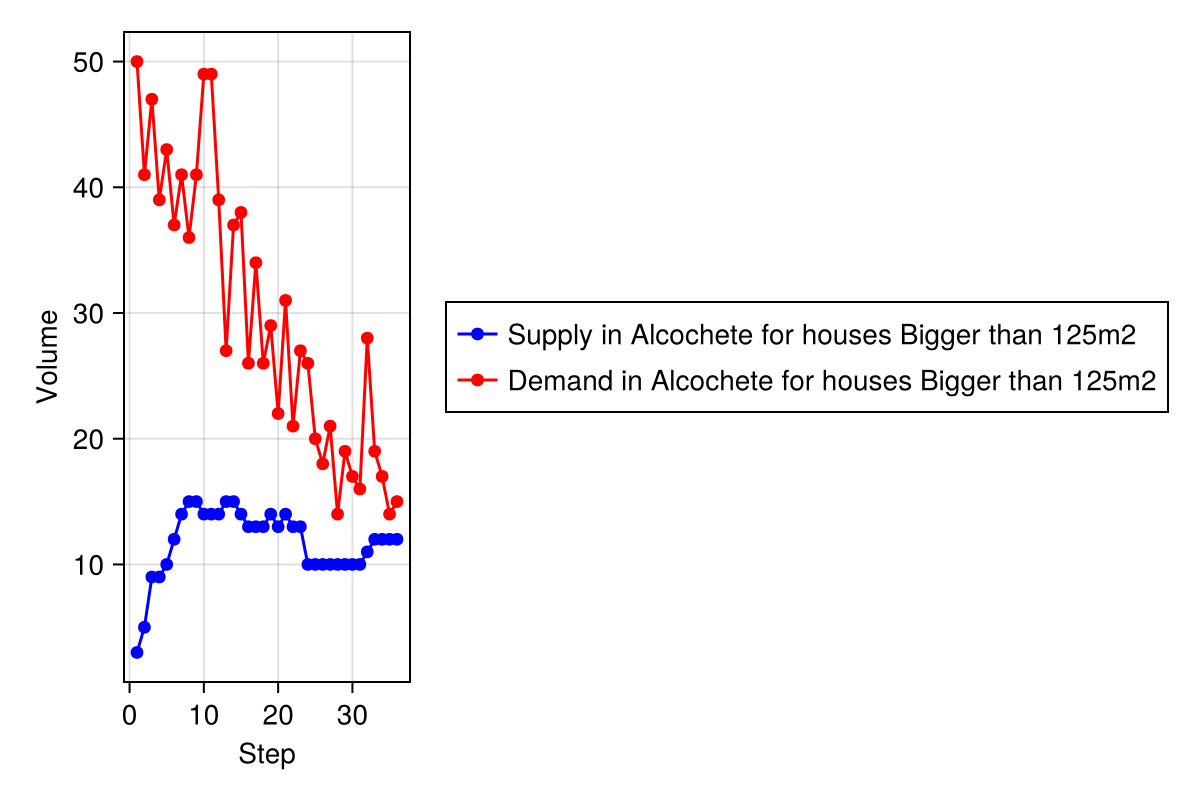 50
40
30
20
10
Volume
0 10 20 30
Step
Supply in Alcochete for houses Bigger than 125m2
Demand in Alcochete for houses Bigger than 125m2